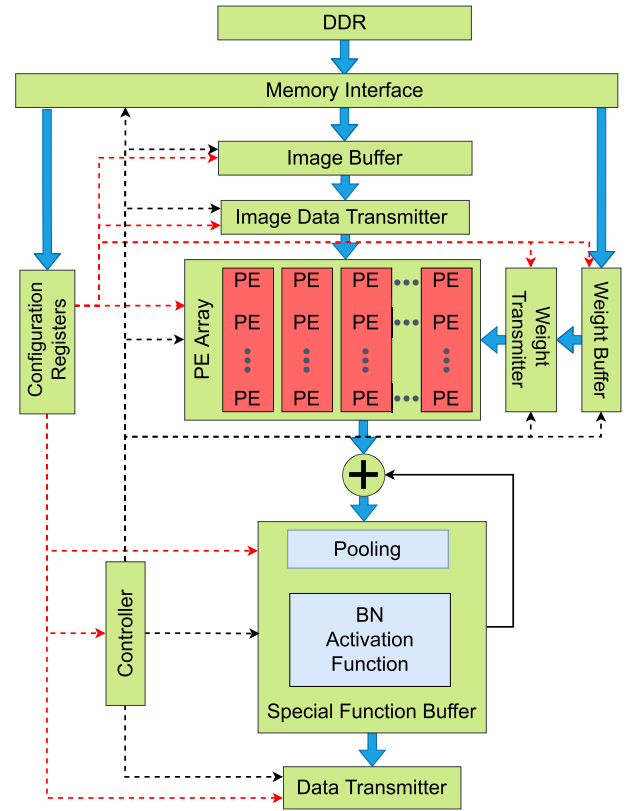 DDR
Memory Interface
Image Buffer
Image Data Transmitter
Configuration
Registers
PE Array
PE PE PE PE
PE PE PE PE
PE PE PE PE
Weight
Transmitter
Weight Buffer
Pooling
Controller
BN
Activation
Function
Special Function Buffer
Data Transmitter